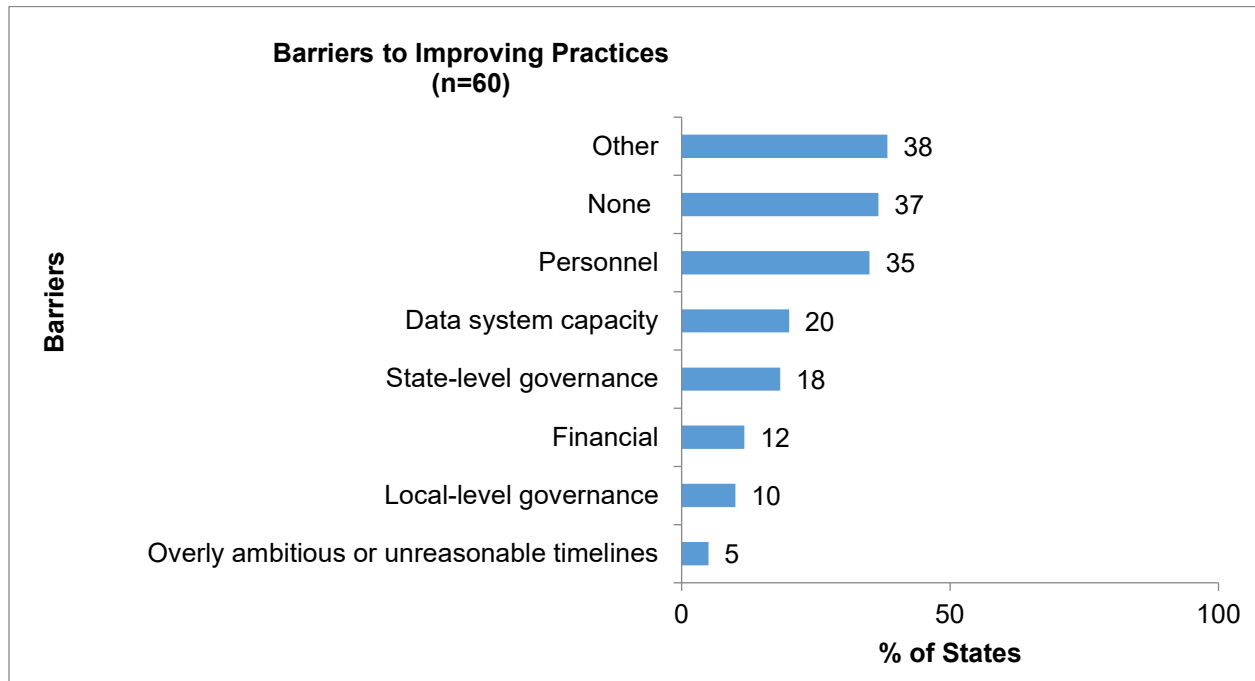 Barriers to Improving Practices
(n=60)
Barriers
Other 38
None 37
Personnel 35
Data system capacity 20
State-level governance 18
Financial 12
Local-level governance 10
Overly ambitious or unreasonable timelines 5
0 50 100
% of States